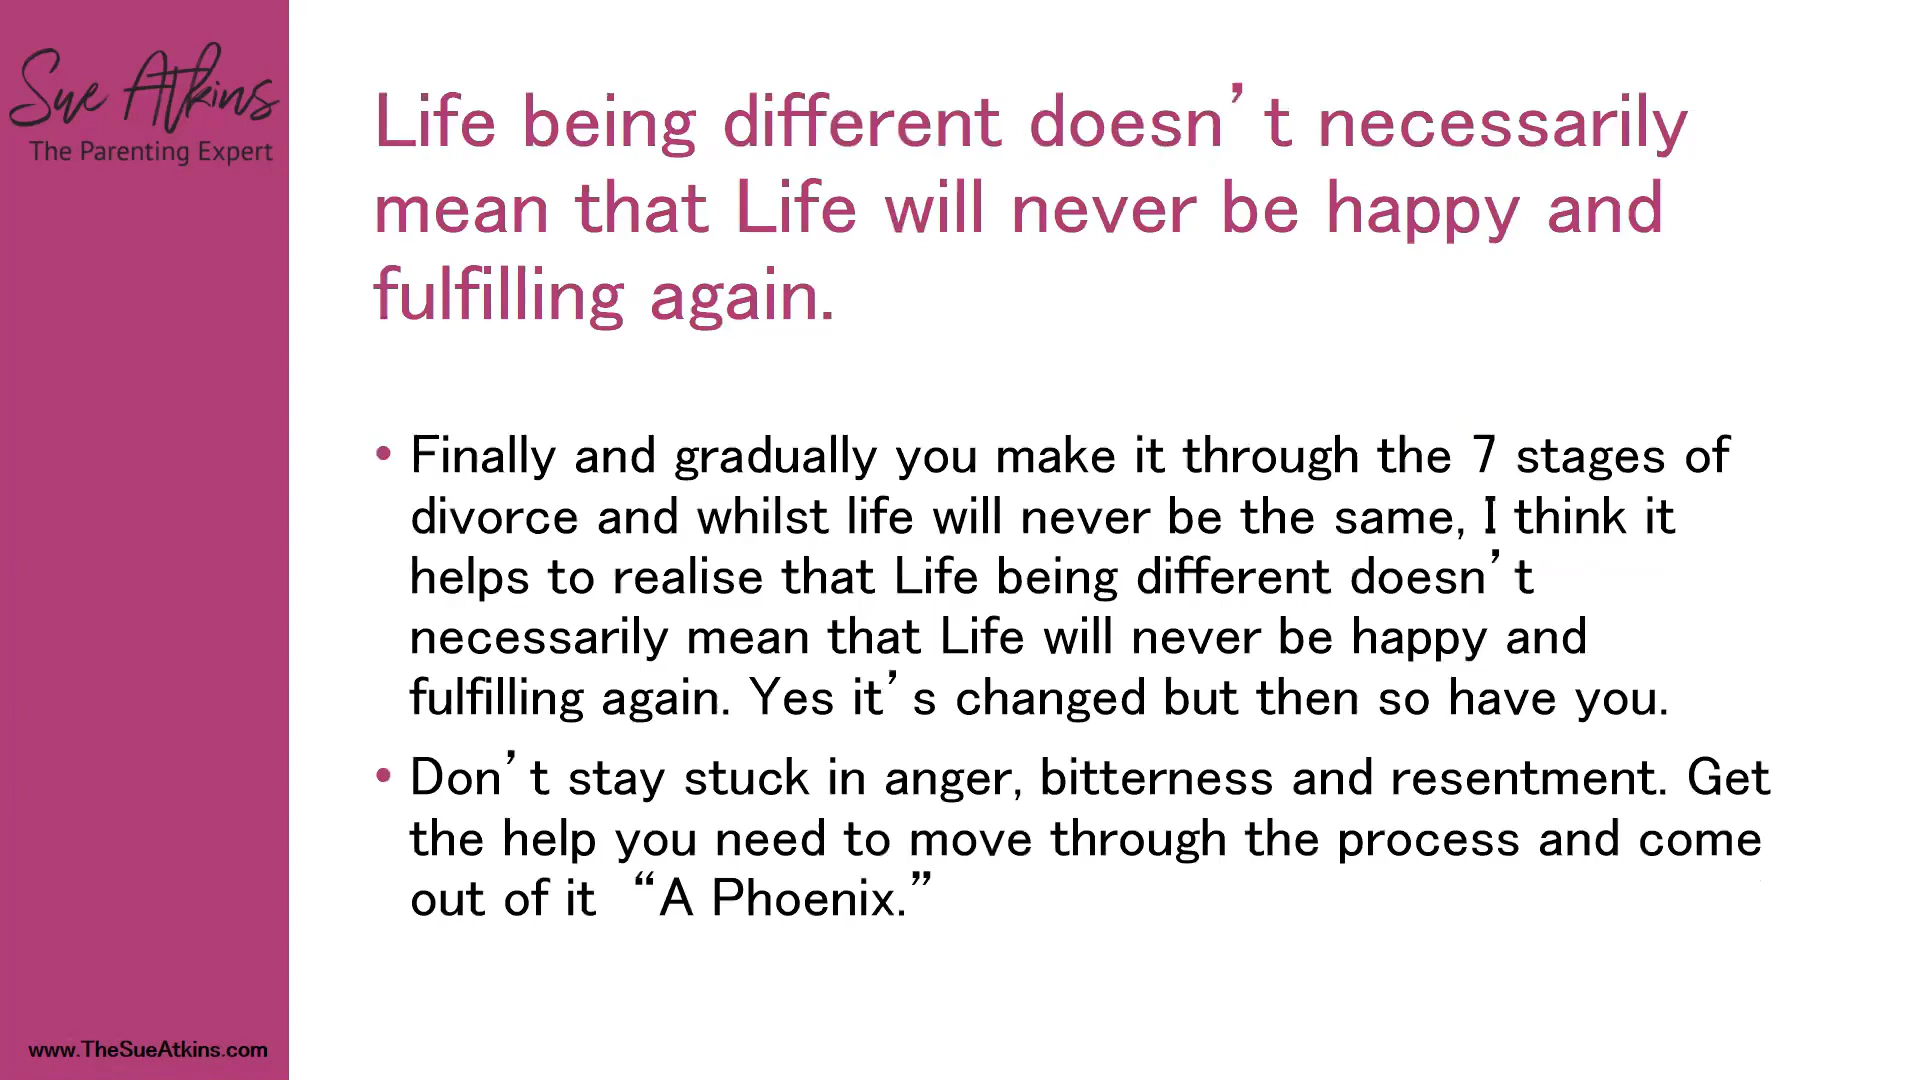 Sue Atkins
The Parenting Expert
Life being different doesn’t necessarily
mean that Life will never be happy and
fulfilling again.
• Finally and gradually you make it through the 7 stages of
divorce and whilst life will never be the same, I think it
helps to realise that Life being different doesn’t
necessarily mean that Life will never be happy and
fulfilling again. Yes it’s changed but then so have you.
• Don’t stay stuck in anger, bitterness and resentment. Get
the help you need to move through the process and come
out of it “A Phoenix.”
www.TheSueAtkins.com